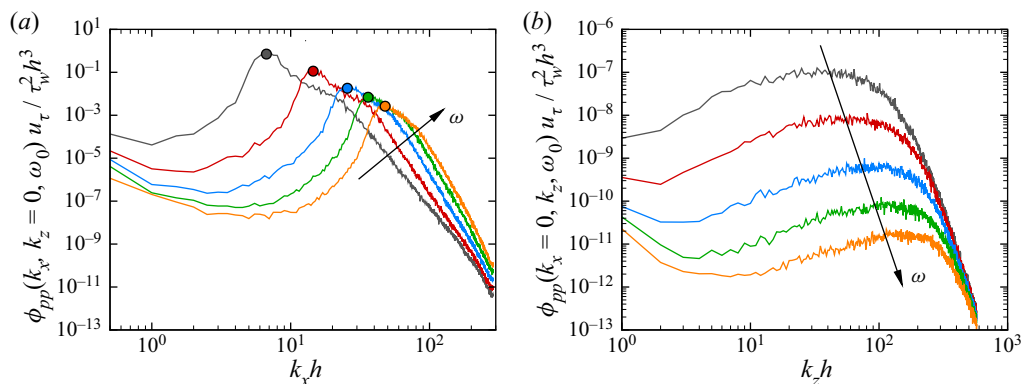 (a)
10^1
10^-1
10^-3
10^-5
10^-7
10^-9
10^-11
10^-13
10^0 10^1 10^2
k_x h
ϕ_pp(k_x, k_z = 0, ω_0) u_τ / τ_w^2 h^3
ω
(b)
10^-6
10^-7
10^-8
10^-9
10^-10
10^-11
10^-12
10^-13
10^0 10^1 10^2 10^3
k_z h
ϕ_pp(k_x = 0, k_z, ω_0) u_τ / τ_w^2 h^3
ω